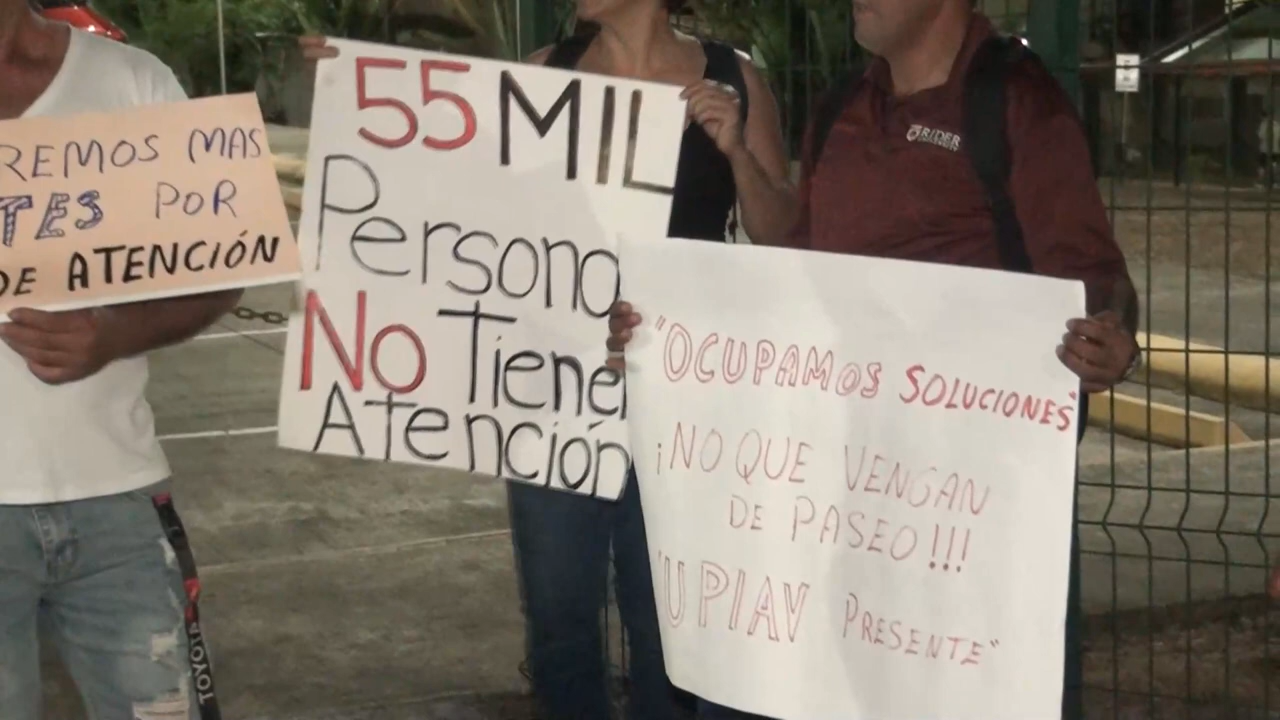 REMOS MAS
TES POR
DE ATENCIÓN
55 MIL
Persona
No Tiene
Atención
"OCUPAMOS SOLUCIONES"
¡NO QUE VENGAN
DE PASEO!!!
"UPIAV PRESENTE"
RIDER
TOYOTA